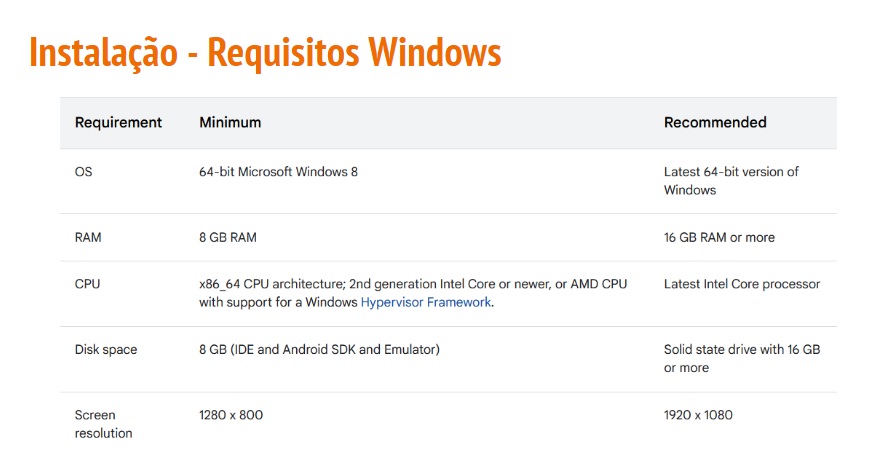 Instalação - Requisitos Windows
Requirement Minimum Recommended
OS 64-bit Microsoft Windows 8 Latest 64-bit version of
Windows
RAM 8 GB RAM 16 GB RAM or more
CPU x86_64 CPU architecture; 2nd generation Intel Core or newer, or AMD CPU Latest Intel Core processor
with support for a Windows Hypervisor Framework.
Disk space 8 GB (IDE and Android SDK and Emulator) Solid state drive with 16 GB
or more
Screen 1280 x 800 1920 x 1080
resolution